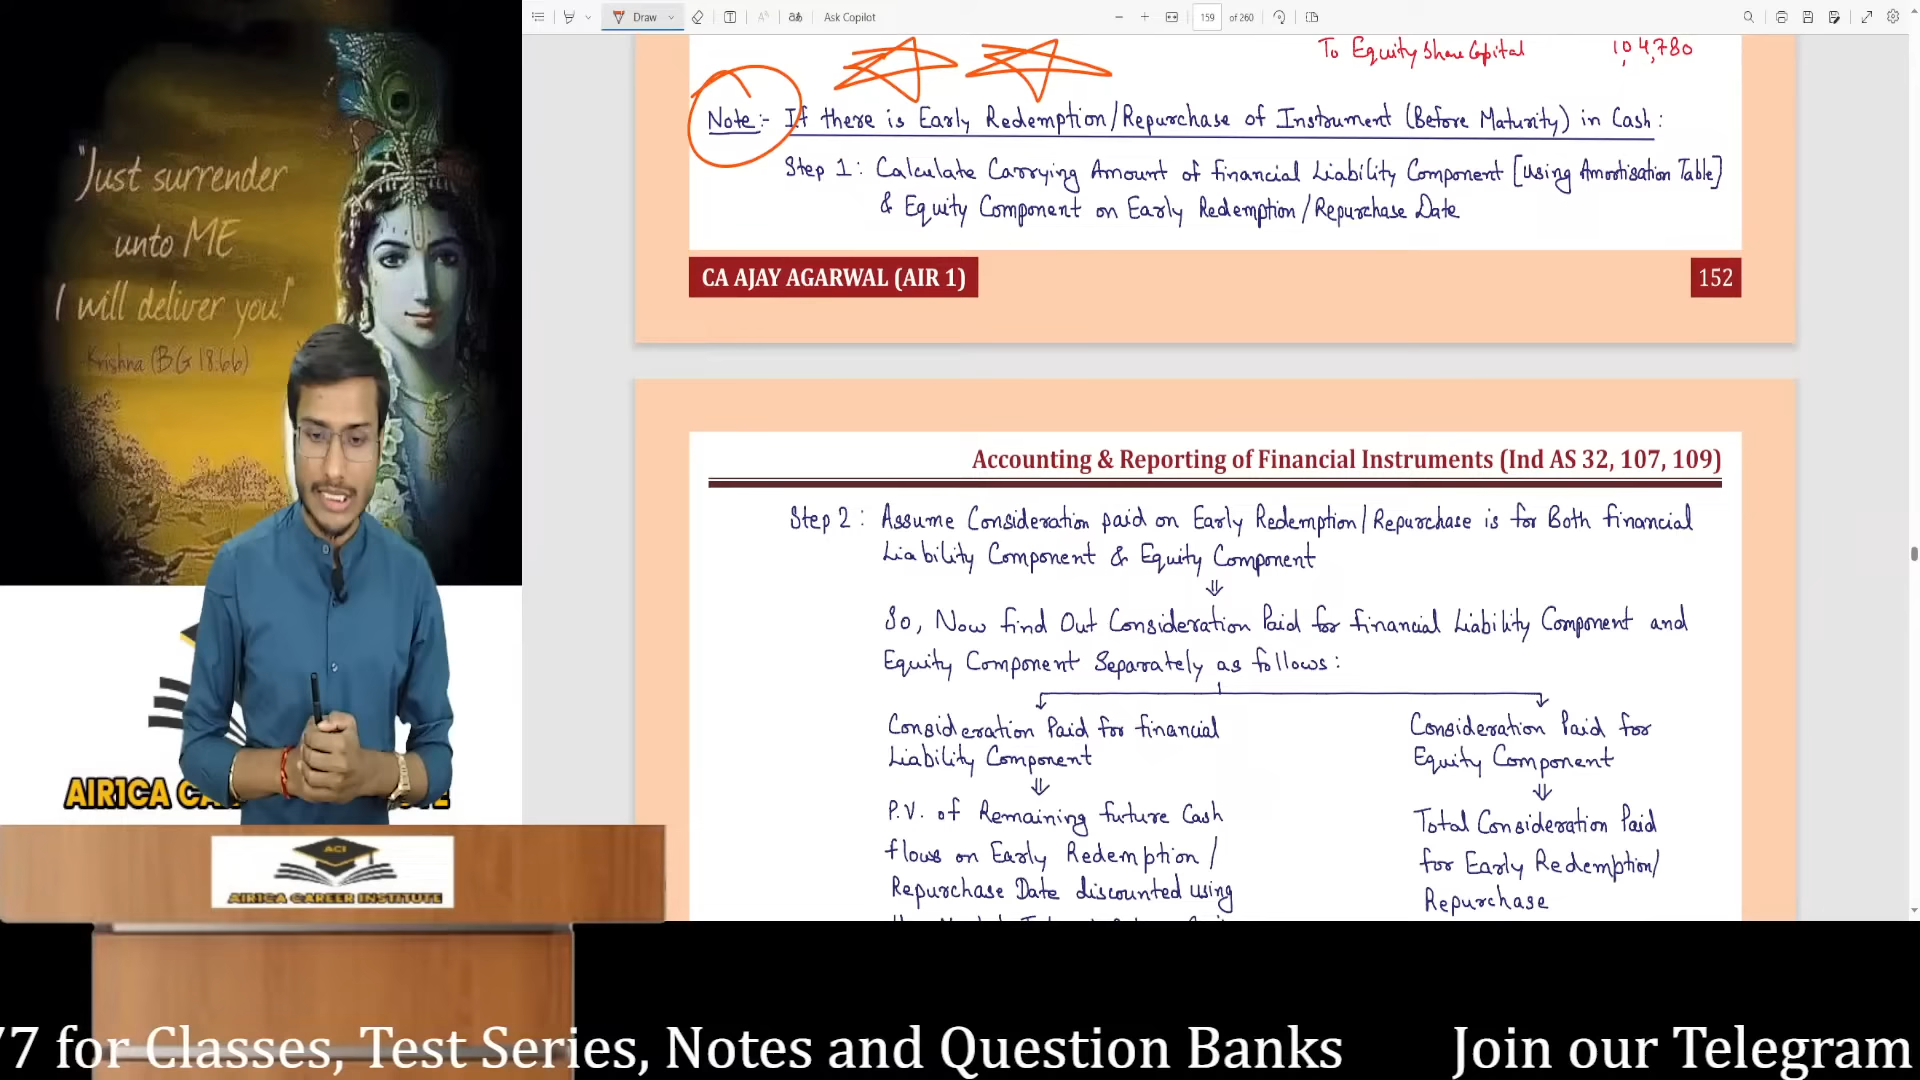 "Just surrender
unto ME
I will deliver you!"
Krishna (B.G 18.66)
AIR1CA
ACI
AIR1CA CAREER INSTITUTE
Draw
Ask Copilot
159 of 260
To Equity Share Capital 104,780
Note:- If there is Early Redemption/Repurchase of Instrument (Before Maturity) in Cash:
Step 1: Calculate Carrying Amount of financial Liability Component [Using Amortisation Table]
& Equity Component on Early Redemption/Repurchase Date
CA AJAY AGARWAL (AIR 1) 152
Accounting & Reporting of Financial Instruments (Ind AS 32, 107, 109)
Step 2: Assume Consideration paid on Early Redemption/Repurchase is for Both financial
Liability Component & Equity Component
So, Now find Out Consideration Paid for financial Liability Component and
Equity Component Separately as follows:
Consideration Paid for financial
Liability Component
P.V. of Remaining future Cash
flows on Early Redemption/
Repurchase Date discounted using
Consideration Paid for
Equity Component
Total Consideration Paid
for Early Redemption/
Repurchase
77 for Classes, Test Series, Notes and Question Banks Join our Telegram